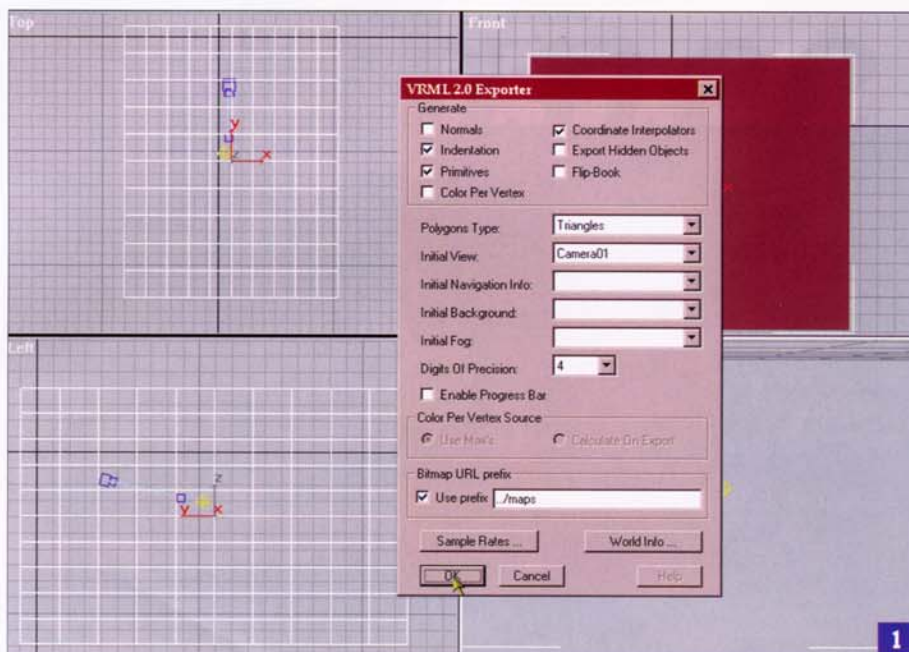 Top
Front
VRML 2.0 Exporter
Generate
Normals
Coordinate Interpolators
Indentation
Export Hidden Objects
Primitives
Flip-Book
Color Per Vertex
Polygons Type:
Triangles
Initial View:
Camera01
Initial Navigation Info:
Initial Background:
Initial Fog:
Digits Of Precision:
4
Enable Progress Bar
Color Per Vertex Source
Use Max's
Calculate On Export
Bitmap URL prefix
Use prefix
../maps
Sample Rates ...
World Info ...
OK
Cancel
Help
Left
y
z
x
z
y
x
1